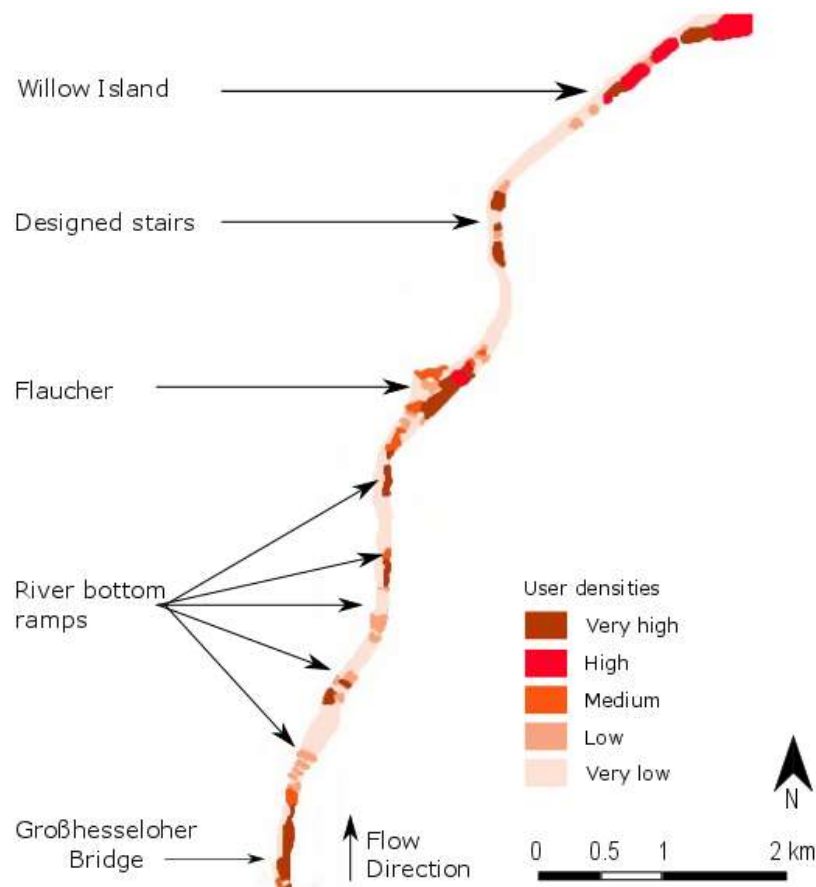 Willow Island
Designed stairs
Flaucher
River bottom
ramps
Großhesseloher
Bridge
Flow
Direction
User densities
Very high
High
Medium
Low
Very low
N
0 0.5 1 2 km